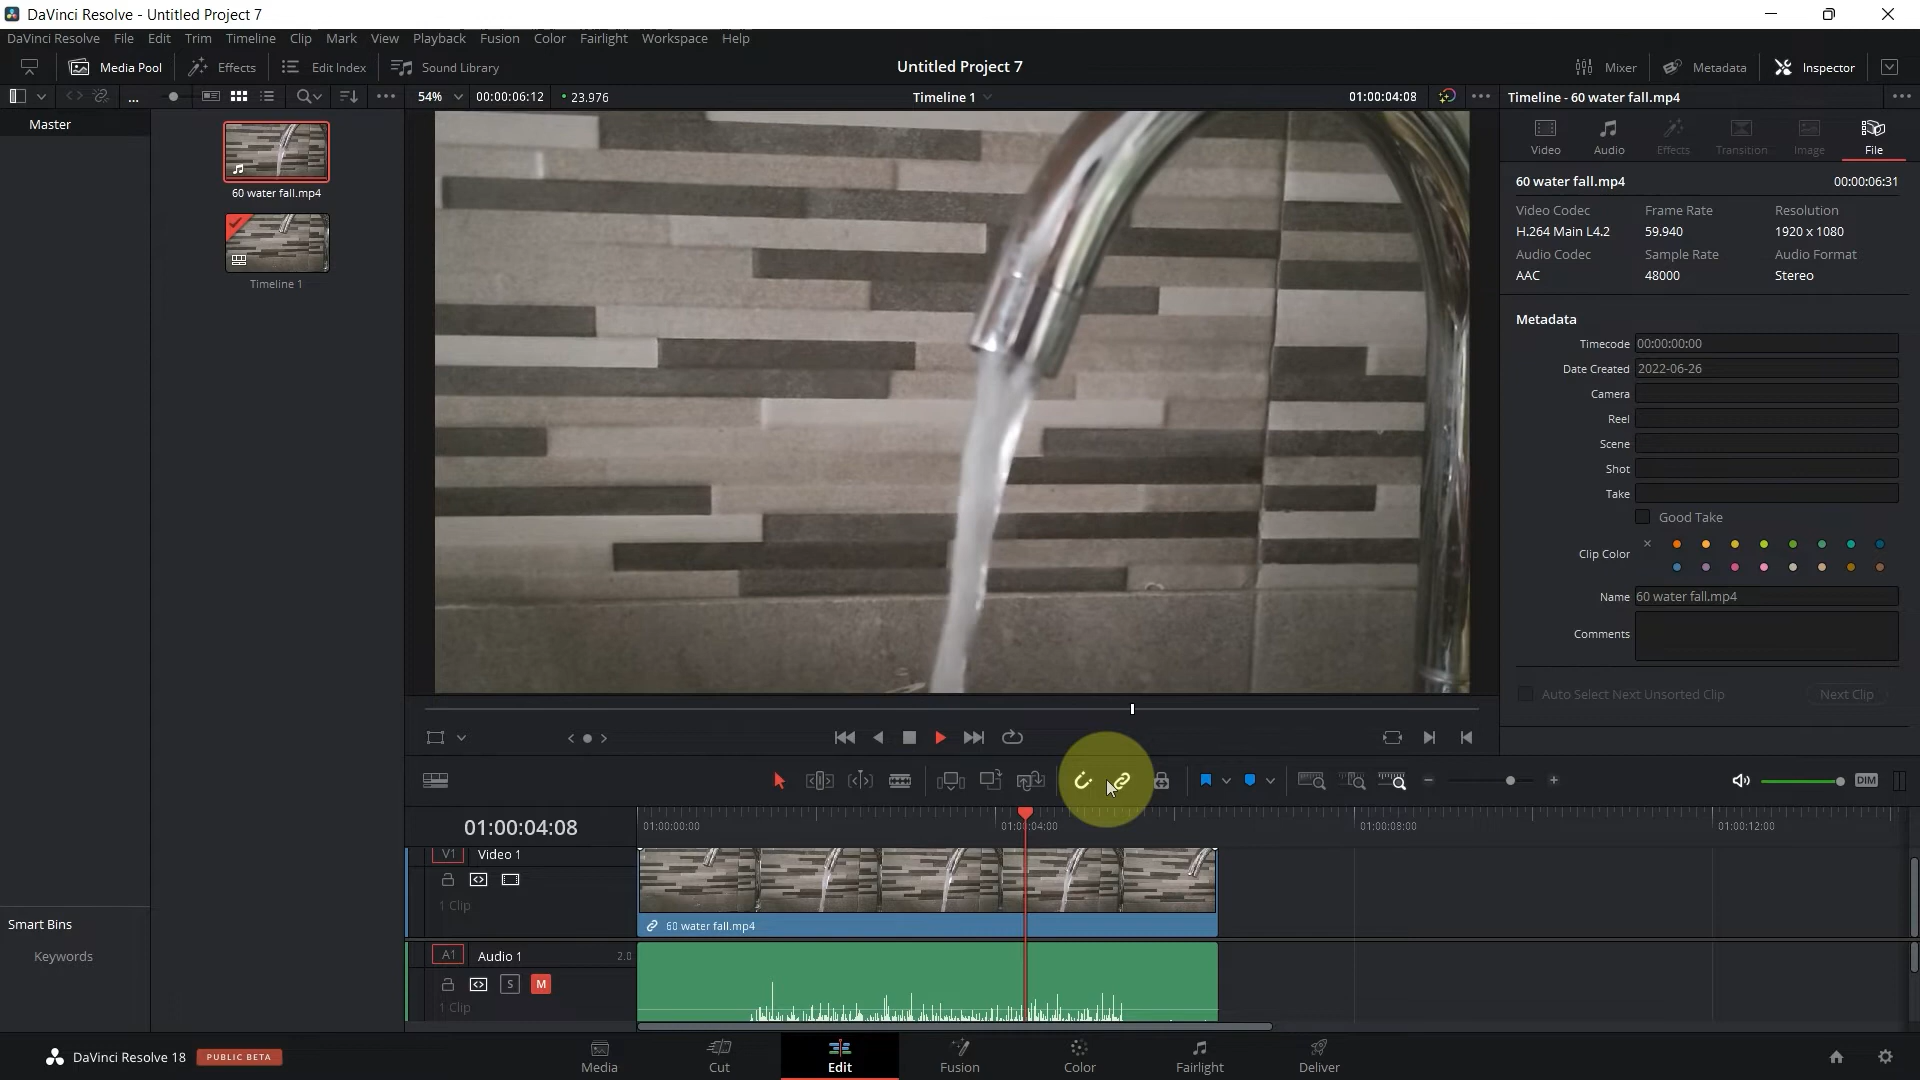 DaVinci Resolve - Untitled Project 7
DaVinci Resolve File Edit Trim Timeline Clip Mark View Playback Fusion Color Fairlight Workspace Help
Media Pool Effects Edit Index Sound Library Untitled Project 7 Mixer Metadata Inspector
54% 00:00:06:12 23.976 Timeline 1 01:00:04:08 Timeline - 60 water fall.mp4
Master
Video Audio Effects Transition Image File
60 water fall.mp4 00:00:06:31
60 water fall.mp4
Video Codec Frame Rate Resolution
H.264 Main L4.2 59.940 1920 x 1080
Audio Codec Sample Rate Audio Format
AAC 48000 Stereo
Timeline 1
Metadata
Timecode 00:00:00:00
Date Created 2022-06-26
Camera
Reel
Scene
Shot
Take
Good Take
Clip Color
Name 60 water fall.mp4
Comments
Auto Select Next Unsorted Clip Next Clip
DIM
01:00:04:08 01:00:00:00 01:00:04:00 01:00:08:00 01:00:12:00
V1 Video 1
1 Clip
60 water fall.mp4
Smart Bins
Keywords
A1 Audio 1 2.0
S M
1 Clip
DaVinci Resolve 18 PUBLIC BETA
Media Cut Edit Fusion Color Fairlight Deliver